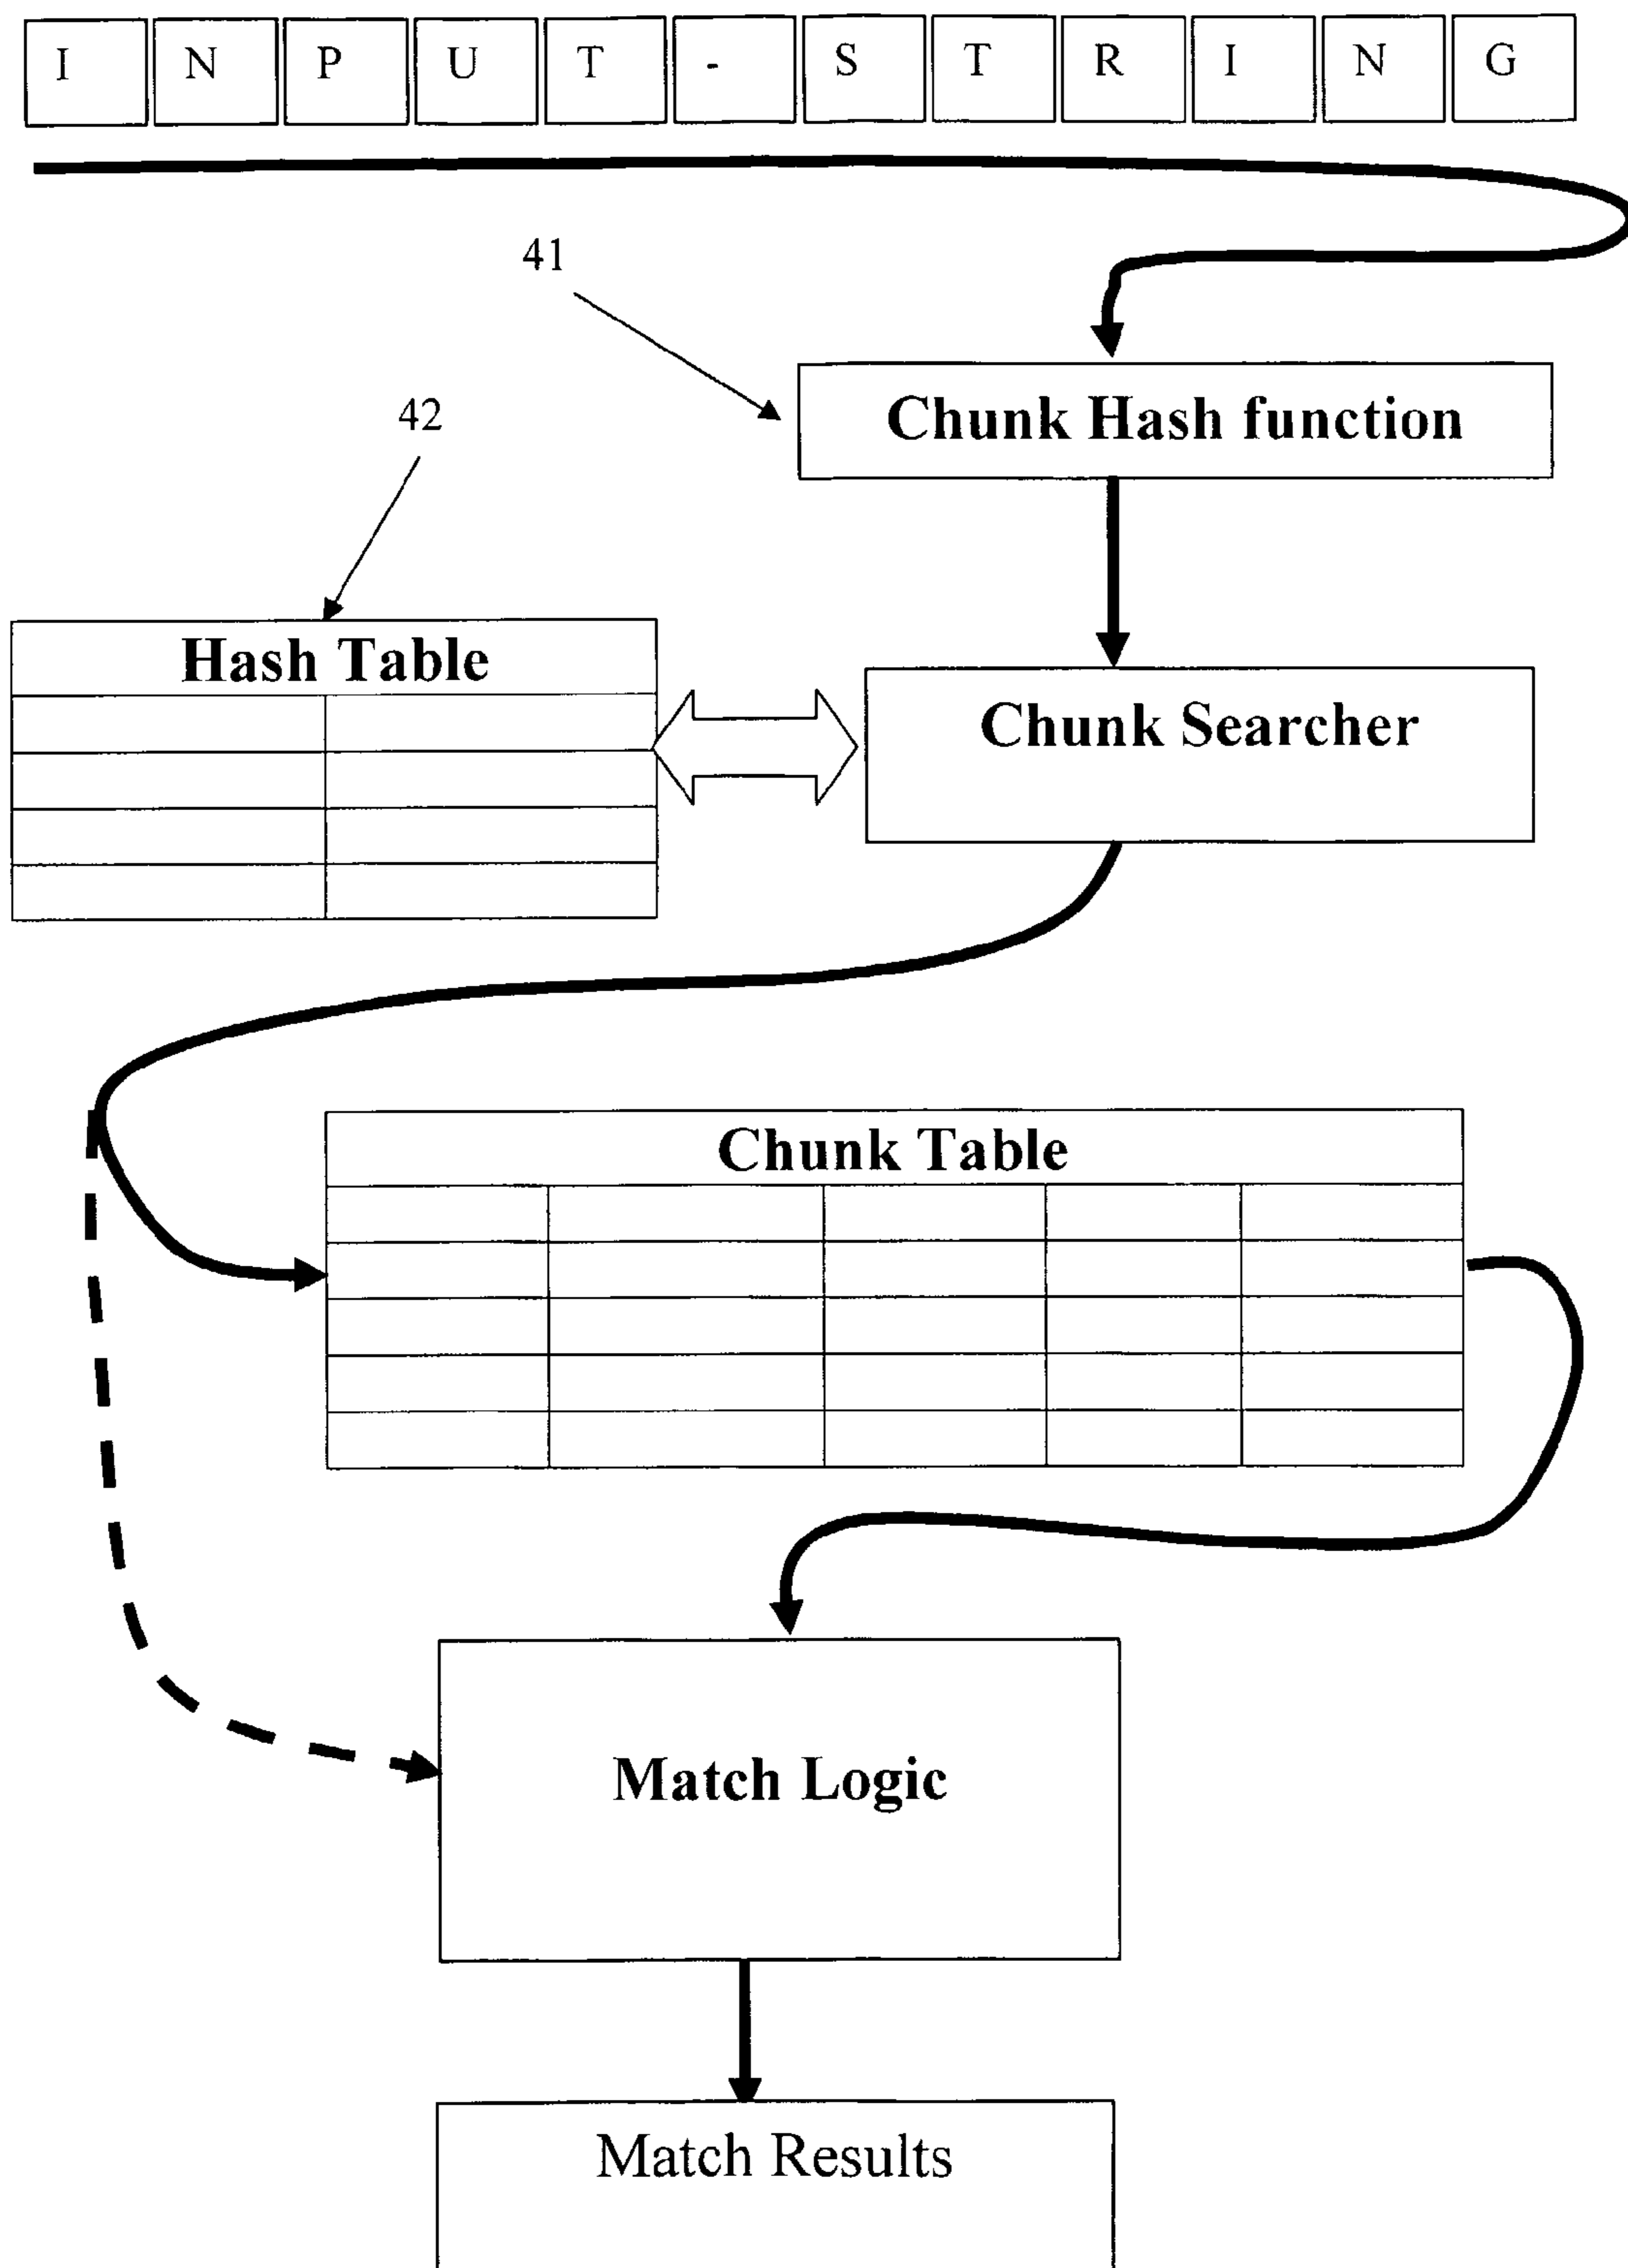 I N P U T - S T R I N G
41
Chunk Hash function
42
Hash Table
Chunk Searcher
Chunk Table
Match Logic
Match Results